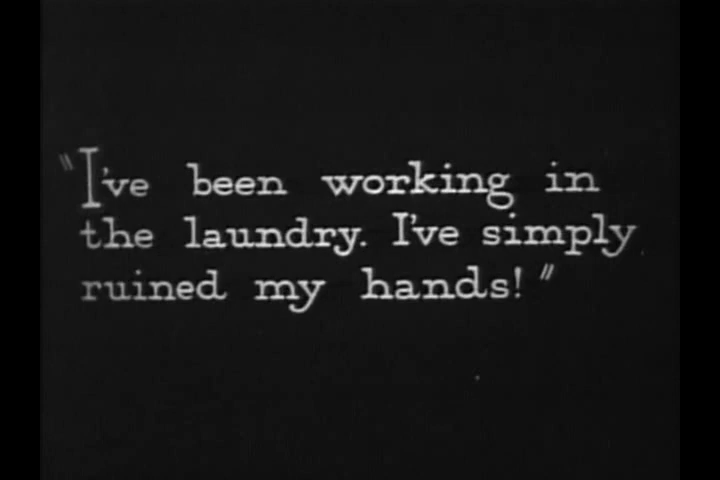 "I've been working in
the laundry. I've simply
ruined my hands!"